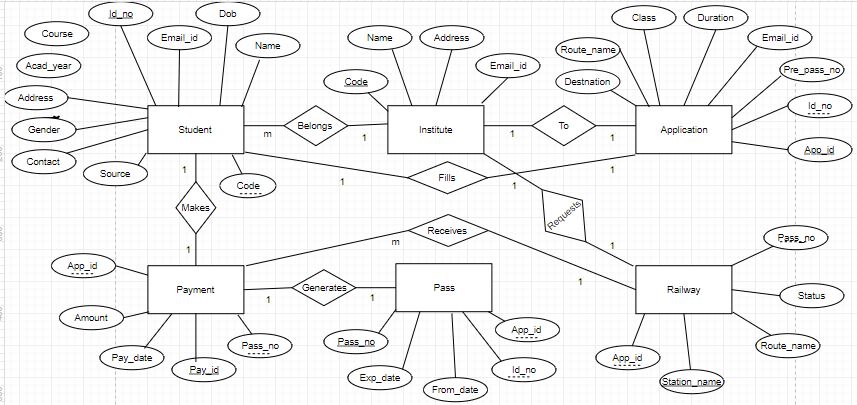 Id_no
Dob
Course
Email_id
Name
Acad_year
Address
Gender
Contact
Source
Code
Student
m
Belongs
1
Name
Address
Email_id
Code
Institute
1
To
1
Class
Duration
Route_name
Email_id
Destnation
Pre_pass_no
Id_no
App_id
Application
1
Fills
1
1
Makes
1
1
Requests
1
m
Receives
1
App_id
Amount
Pay_date
Pay_id
Pass_no
Payment
1
Generates
1
Pass
Pass_no
Exp_date
From_date
Id_no
App_id
Railway
Pass_no
Status
Route_name
App_id
Station_name